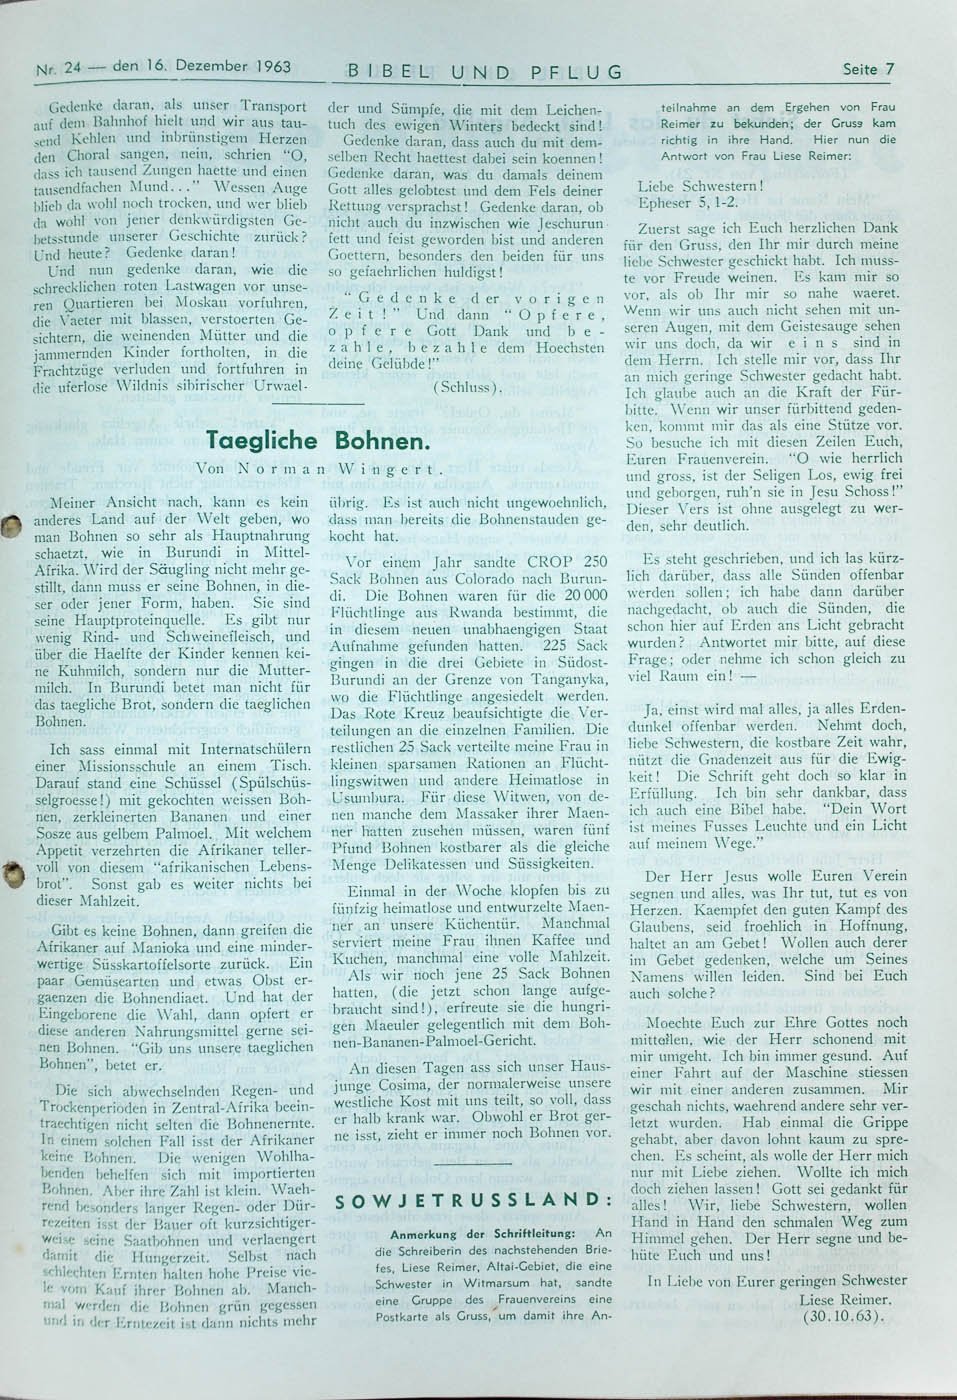 Nr. 24 — den 16. Dezember 1963
BIBEL UND PFLUG
Seite 7
Gedenke daran, als unser Transport
auf dem Bahnhof hielt und wir aus tau-
send Kehlen und inbrünstigem Herzen
den Choral sangen, nein, schrien "O,
dass ich tausend Zungen haette und einen
tausendfachen Mund..." Wessen Auge
blieb da wohl noch trocken, und wer blieb
da wohl von jener denkwürdigsten Ge-
betsstunde unserer Geschichte zurück?
Und heute? Gedenke daran!
Und nun gedenke daran, wie die
schrecklichen roten Lastwagen vor unse-
ren Quartieren bei Moskau vorfuhren,
die Vaeter mit blassen, verstoerten Ge-
sichtern, die weinenden Mütter und die
jammernden Kinder fortholten, in die
Frachtzüge verluden und fortfuhren in
die uferlose Wildnis sibirischer Urwael-
der und Sümpfe, die mit dem Leichen-
tuch des ewigen Winters bedeckt sind!
Gedenke daran, dass auch du mit dem-
selben Recht haettest dabei sein koennen!
Gedenke daran, was du damals deinem
Gott alles gelobtest und dem Fels deiner
Rettung versprachst! Gedenke daran, ob
nicht auch du inzwischen wie Jeschurun
fett und feist geworden bist und anderen
Goettern, besonders den beiden für uns
so gefaehrlichen huldigst!
"Gedenke der vorigen
Zeit!" Und dann "Opfere,
opfere Gott Dank und be-
zahle, bezahle dem Hoechsten
deine Gelübde!"
(Schluss).
Taegliche Bohnen.
Von Norman Wingert.
Meiner Ansicht nach, kann es kein
anderes Land auf der Welt geben, wo
man Bohnen so sehr als Hauptnahrung
schaetzt, wie in Burundi in Mittel-
Afrika. Wird der Säugling nicht mehr ge-
stillt, dann muss er seine Bohnen, in die-
ser oder jener Form, haben. Sie sind
seine Hauptproteinquelle. Es gibt nur
wenig Rind- und Schweinefleisch, und
über die Haelfte der Kinder kennen kei-
ne Kuhmilch, sondern nur die Mutter-
milch. In Burundi betet man nicht für
das taegliche Brot, sondern die taeglichen
Bohnen.
Ich sass einmal mit Internatschülern
einer Missionsschule an einem Tisch.
Darauf stand eine Schüssel (Spülschüs-
selgroesse!) mit gekochten weissen Boh-
nen, zerkleinerten Bananen und einer
Sosze aus gelbem Palmoel. Mit welchem
Appetit verzehrten die Afrikaner teller-
voll von diesem "afrikanischen Lebens-
brot". Sonst gab es weiter nichts bei
dieser Mahlzeit.
Gibt es keine Bohnen, dann greifen die
Afrikaner auf Manioka und eine minder-
wertige Süsskartoffelsorte zurück. Ein
paar Gemüsearten und etwas Obst er-
gaenzen die Bohnendiaet. Und hat der
Eingeborene die Wahl, dann opfert er
diese anderen Nahrungsmittel gerne sei-
nen Bohnen. "Gib uns unsere taeglichen
Bohnen", betet er.
Die sich abwechselnden Regen- und
Trockenperioden in Zentral-Afrika beein-
traechtigen nicht selten die Bohnenernte.
In einem solchen Fall isst der Afrikaner
keine Bohnen. Die wenigen Wohlha-
benden behelfen sich mit importierten
Bohnen. Aber ihre Zahl ist klein. Waeh-
rend besonders langer Regen- oder Dür-
rezeiten isst der Bauer oft kurzsichtiger-
weise seine Saatbohnen und verlaengert
damit die Hungerzeit. Selbst nach
schlechten Ernten halten hohe Preise vie-
le vom Kauf ihrer Bohnen ab. Manch-
mal werden die Bohnen grün gegessen
und in der Erntezeit ist dann nichts mehr
übrig. Es ist auch nicht ungewoehnlich,
dass man bereits die Bohnenstauden ge-
kocht hat.
Vor einem Jahr sandte CROP 250
Sack Bohnen aus Colorado nach Burun-
di. Die Bohnen waren für die 20 000
Flüchtlinge aus Rwanda bestimmt, die
in diesem neuen unabhaengigen Staat
Aufnahme gefunden hatten. 225 Sack
gingen in die drei Gebiete in Südost-
Burundi an der Grenze von Tanganyka,
wo die Flüchtlinge angesiedelt werden.
Das Rote Kreuz beaufsichtigte die Ver-
teilungen an die einzelnen Familien. Die
restlichen 25 Sack verteilte meine Frau in
kleinen sparsamen Rationen an Flücht-
lingswitwen und andere Heimatlose in
Usumbura. Für diese Witwen, von de-
nen manche dem Massaker ihrer Maen-
ner hatten zusehen müssen, waren fünf
Pfund Bohnen kostbarer als die gleiche
Menge Delikatessen und Süssigkeiten.
Einmal in der Woche klopfen bis zu
fünfzig heimatlose und entwurzelte Maen-
ner an unsere Küchentür. Manchmal
serviert meine Frau ihnen Kaffee und
Kuchen, manchmal eine volle Mahlzeit.
Als wir noch jene 25 Sack Bohnen
hatten, (die jetzt schon lange aufge-
braucht sind!), erfreute sie die hungri-
gen Maeuler gelegentlich mit dem Boh-
nen-Bananen-Palmoel-Gericht.
An diesen Tagen ass sich unser Haus-
junge Cosima, der normalerweise unsere
westliche Kost mit uns teilt, so voll, dass
er halb krank war. Obwohl er Brot ger-
ne isst, zieht er immer noch Bohnen vor.
SOWJETRUSSLAND:
Anmerkung der Schriftleitung: An
die Schreiberin des nachstehenden Brie-
fes, Liese Reimer, Altai-Gebiet, die eine
Schwester in Witmarsum hat, sandte
eine Gruppe des Frauenvereins eine
Postkarte als Gruss, um damit ihre An-
teilnahme an dem Ergehen von Frau
Reimer zu bekunden; der Gruss kam
richtig in ihre Hand. Hier nun die
Antwort von Frau Liese Reimer:
Liebe Schwestern!
Epheser 5, 1-2.
Zuerst sage ich Euch herzlichen Dank
für den Gruss, den Ihr mir durch meine
liebe Schwester geschickt habt. Ich muss-
te vor Freude weinen. Es kam mir so
vor, als ob Ihr mir so nahe waeret.
Wenn wir uns auch nicht sehen mit un-
seren Augen, mit dem Geistesauge sehen
wir uns doch, da wir eins sind in
dem Herrn. Ich stelle mir vor, dass Ihr
an mich geringe Schwester gedacht habt.
Ich glaube auch an die Kraft der Für-
bitte. Wenn wir unser fürbittend geden-
ken, kommt mir das als eine Stütze vor.
So besuche ich mit diesen Zeilen Euch,
Euren Frauenverein. "O wie herrlich
und gross, ist der Seligen Los, ewig frei
und geborgen, ruh'n sie in Jesu Schoss!"
Dieser Vers ist ohne ausgelegt zu wer-
den, sehr deutlich.
Es steht geschrieben, und ich las kürz-
lich darüber, dass alle Sünden offenbar
werden sollen; ich habe dann darüber
nachgedacht, ob auch die Sünden, die
schon hier auf Erden ans Licht gebracht
wurden? Antwortet mir bitte, auf diese
Frage; oder nehme ich schon gleich zu
viel Raum ein! —
Ja, einst wird mal alles, ja alles Erden-
dunkel offenbar werden. Nehmt doch,
liebe Schwestern, die kostbare Zeit wahr,
nützt die Gnadenzeit aus für die Ewig-
keit! Die Schrift geht doch so klar in
Erfüllung. Ich bin sehr dankbar, dass
ich auch eine Bibel habe. "Dein Wort
ist meines Fusses Leuchte und ein Licht
auf meinem Wege."
Der Herr Jesus wolle Euren Verein
segnen und alles, was Ihr tut, tut es von
Herzen. Kaempfet den guten Kampf des
Glaubens, seid froehlich in Hoffnung,
haltet an am Gebet! Wollen auch derer
im Gebet gedenken, welche um Seines
Namens willen leiden. Sind bei Euch
auch solche?
Moechte Euch zur Ehre Gottes noch
mitteilen, wie der Herr schonend mit
mir umgeht. Ich bin immer gesund. Auf
einer Fahrt auf der Maschine stiessen
wir mit einer anderen zusammen. Mir
geschah nichts, waehrend andere sehr ver-
letzt wurden. Hab einmal die Grippe
gehabt, aber davon lohnt kaum zu spre-
chen. Es scheint, als wolle der Herr mich
nur mit Liebe ziehen. Wollte ich mich
doch ziehen lassen! Gott sei gedankt für
alles! Wir, liebe Schwestern, wollen
Hand in Hand den schmalen Weg zum
Himmel gehen. Der Herr segne und be-
hüte Euch und uns!
In Liebe von Eurer geringen Schwester
Liese Reimer.
(30.10.63).